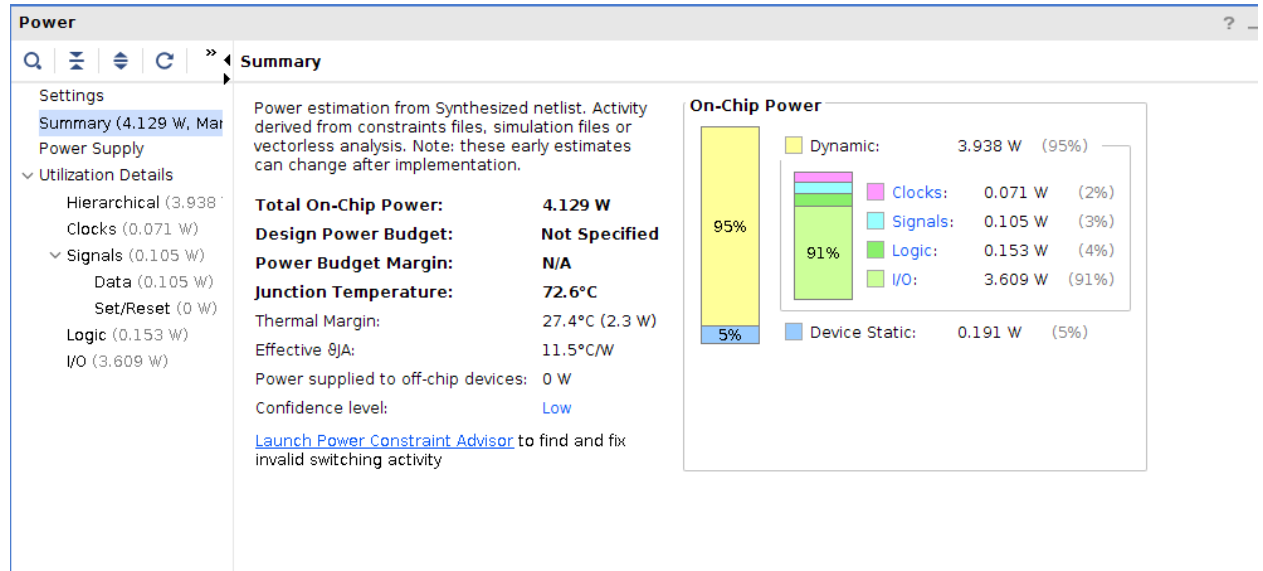 Power
?
»
Summary
Settings
Summary (4.129 W, Mar
Power Supply
Utilization Details
Hierarchical (3.938
Clocks (0.071 W)
Signals (0.105 W)
Data (0.105 W)
Set/Reset (0 W)
Logic (0.153 W)
I/O (3.609 W)
Power estimation from Synthesized netlist. Activity
derived from constraints files, simulation files or
vectorless analysis. Note: these early estimates
can change after implementation.
Total On-Chip Power: 4.129 W
Design Power Budget: Not Specified
Power Budget Margin: N/A
Junction Temperature: 72.6°C
Thermal Margin: 27.4°C (2.3 W)
Effective ϑJA: 11.5°C/W
Power supplied to off-chip devices: 0 W
Confidence level: Low
Launch Power Constraint Advisor to find and fix
invalid switching activity
On-Chip Power
95%
5%
Dynamic: 3.938 W (95%)
91%
Clocks: 0.071 W (2%)
Signals: 0.105 W (3%)
Logic: 0.153 W (4%)
I/O: 3.609 W (91%)
Device Static: 0.191 W (5%)